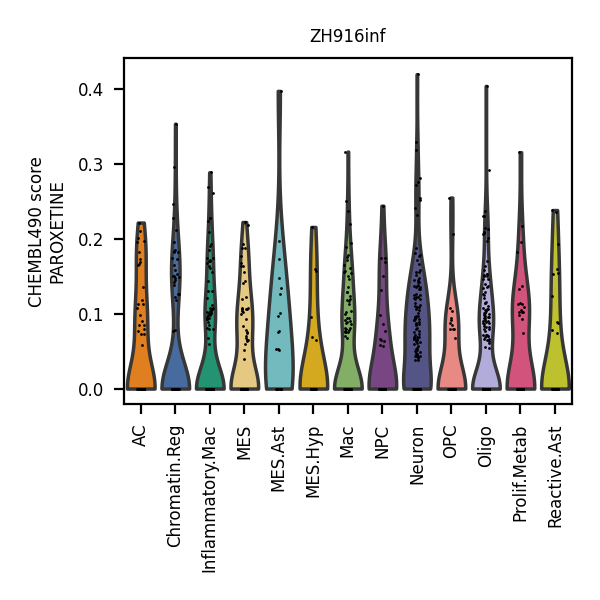 ZH916inf
CHEMBL490 score
PAROXETINE
0.4
0.3
0.2
0.1
0.0
AC
Chromatin.Reg
Inflammatory.Mac
MES
MES.Ast
MES.Hyp
Mac
NPC
Neuron
OPC
Oligo
Prolif.Metab
Reactive.Ast